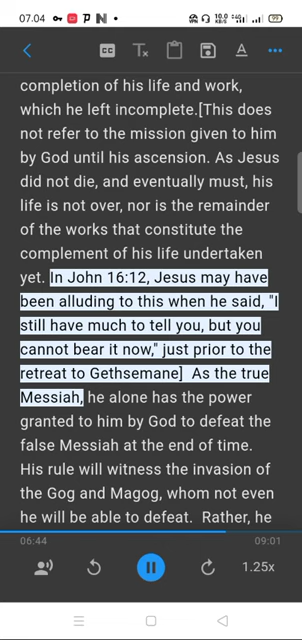 07.04
10.0
KB/s
4G
99
CC
Tx
A
completion of his life and work,
which he left incomplete.[This does
not refer to the mission given to him
by God until his ascension. As Jesus
did not die, and eventually must, his
life is not over, nor is the remainder
of the works that constitute the
complement of his life undertaken
yet. In John 16:12, Jesus may have
been alluding to this when he said, "I
still have much to tell you, but you
cannot bear it now," just prior to the
retreat to Gethsemane]  As the true
Messiah, he alone has the power
granted to him by God to defeat the
false Messiah at the end of time.
His rule will witness the invasion of
the Gog and Magog, whom not even
he will be able to defeat.  Rather, he
06:44
09:01
1.25x